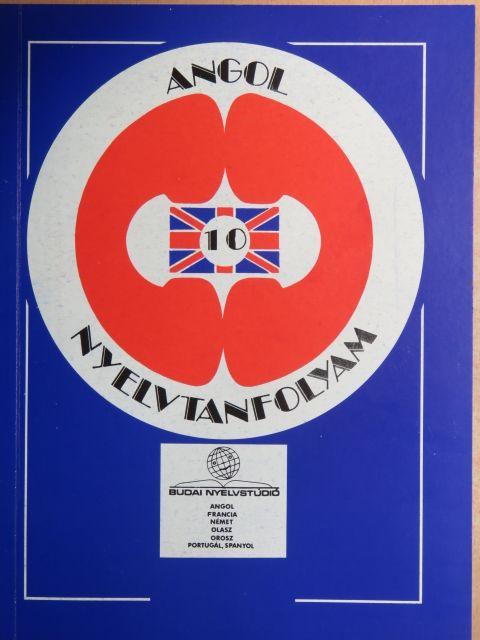 ANGOL
10
NYELVTANFOLYAM
BUDAI NYELVSTÚDIÓ
ANGOL
FRANCIA
NÉMET
OLASZ
OROSZ
PORTUGÁL, SPANYOL